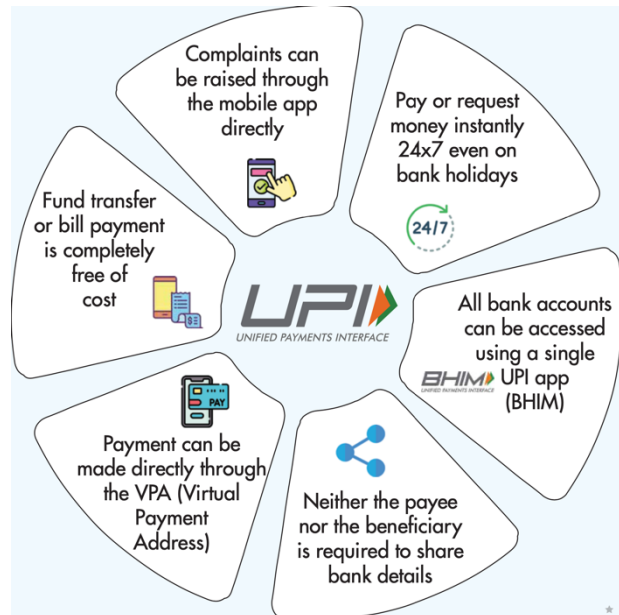 Complaints can
be raised through
the mobile app
directly
Pay or request
money instantly
24x7 even on
bank holidays
24/7
All bank accounts
can be accessed
using a single
UPI app
(BHIM)
BHIM
UNIFIED PAYMENTS INTERFACE
Neither the payee
nor the beneficiary
is required to share
bank details
PAY
Payment can be
made directly through
the VPA (Virtual
Payment
Address)
Fund transfer
or bill payment
is completely
free of
cost
$
UPI
UNIFIED PAYMENTS INTERFACE